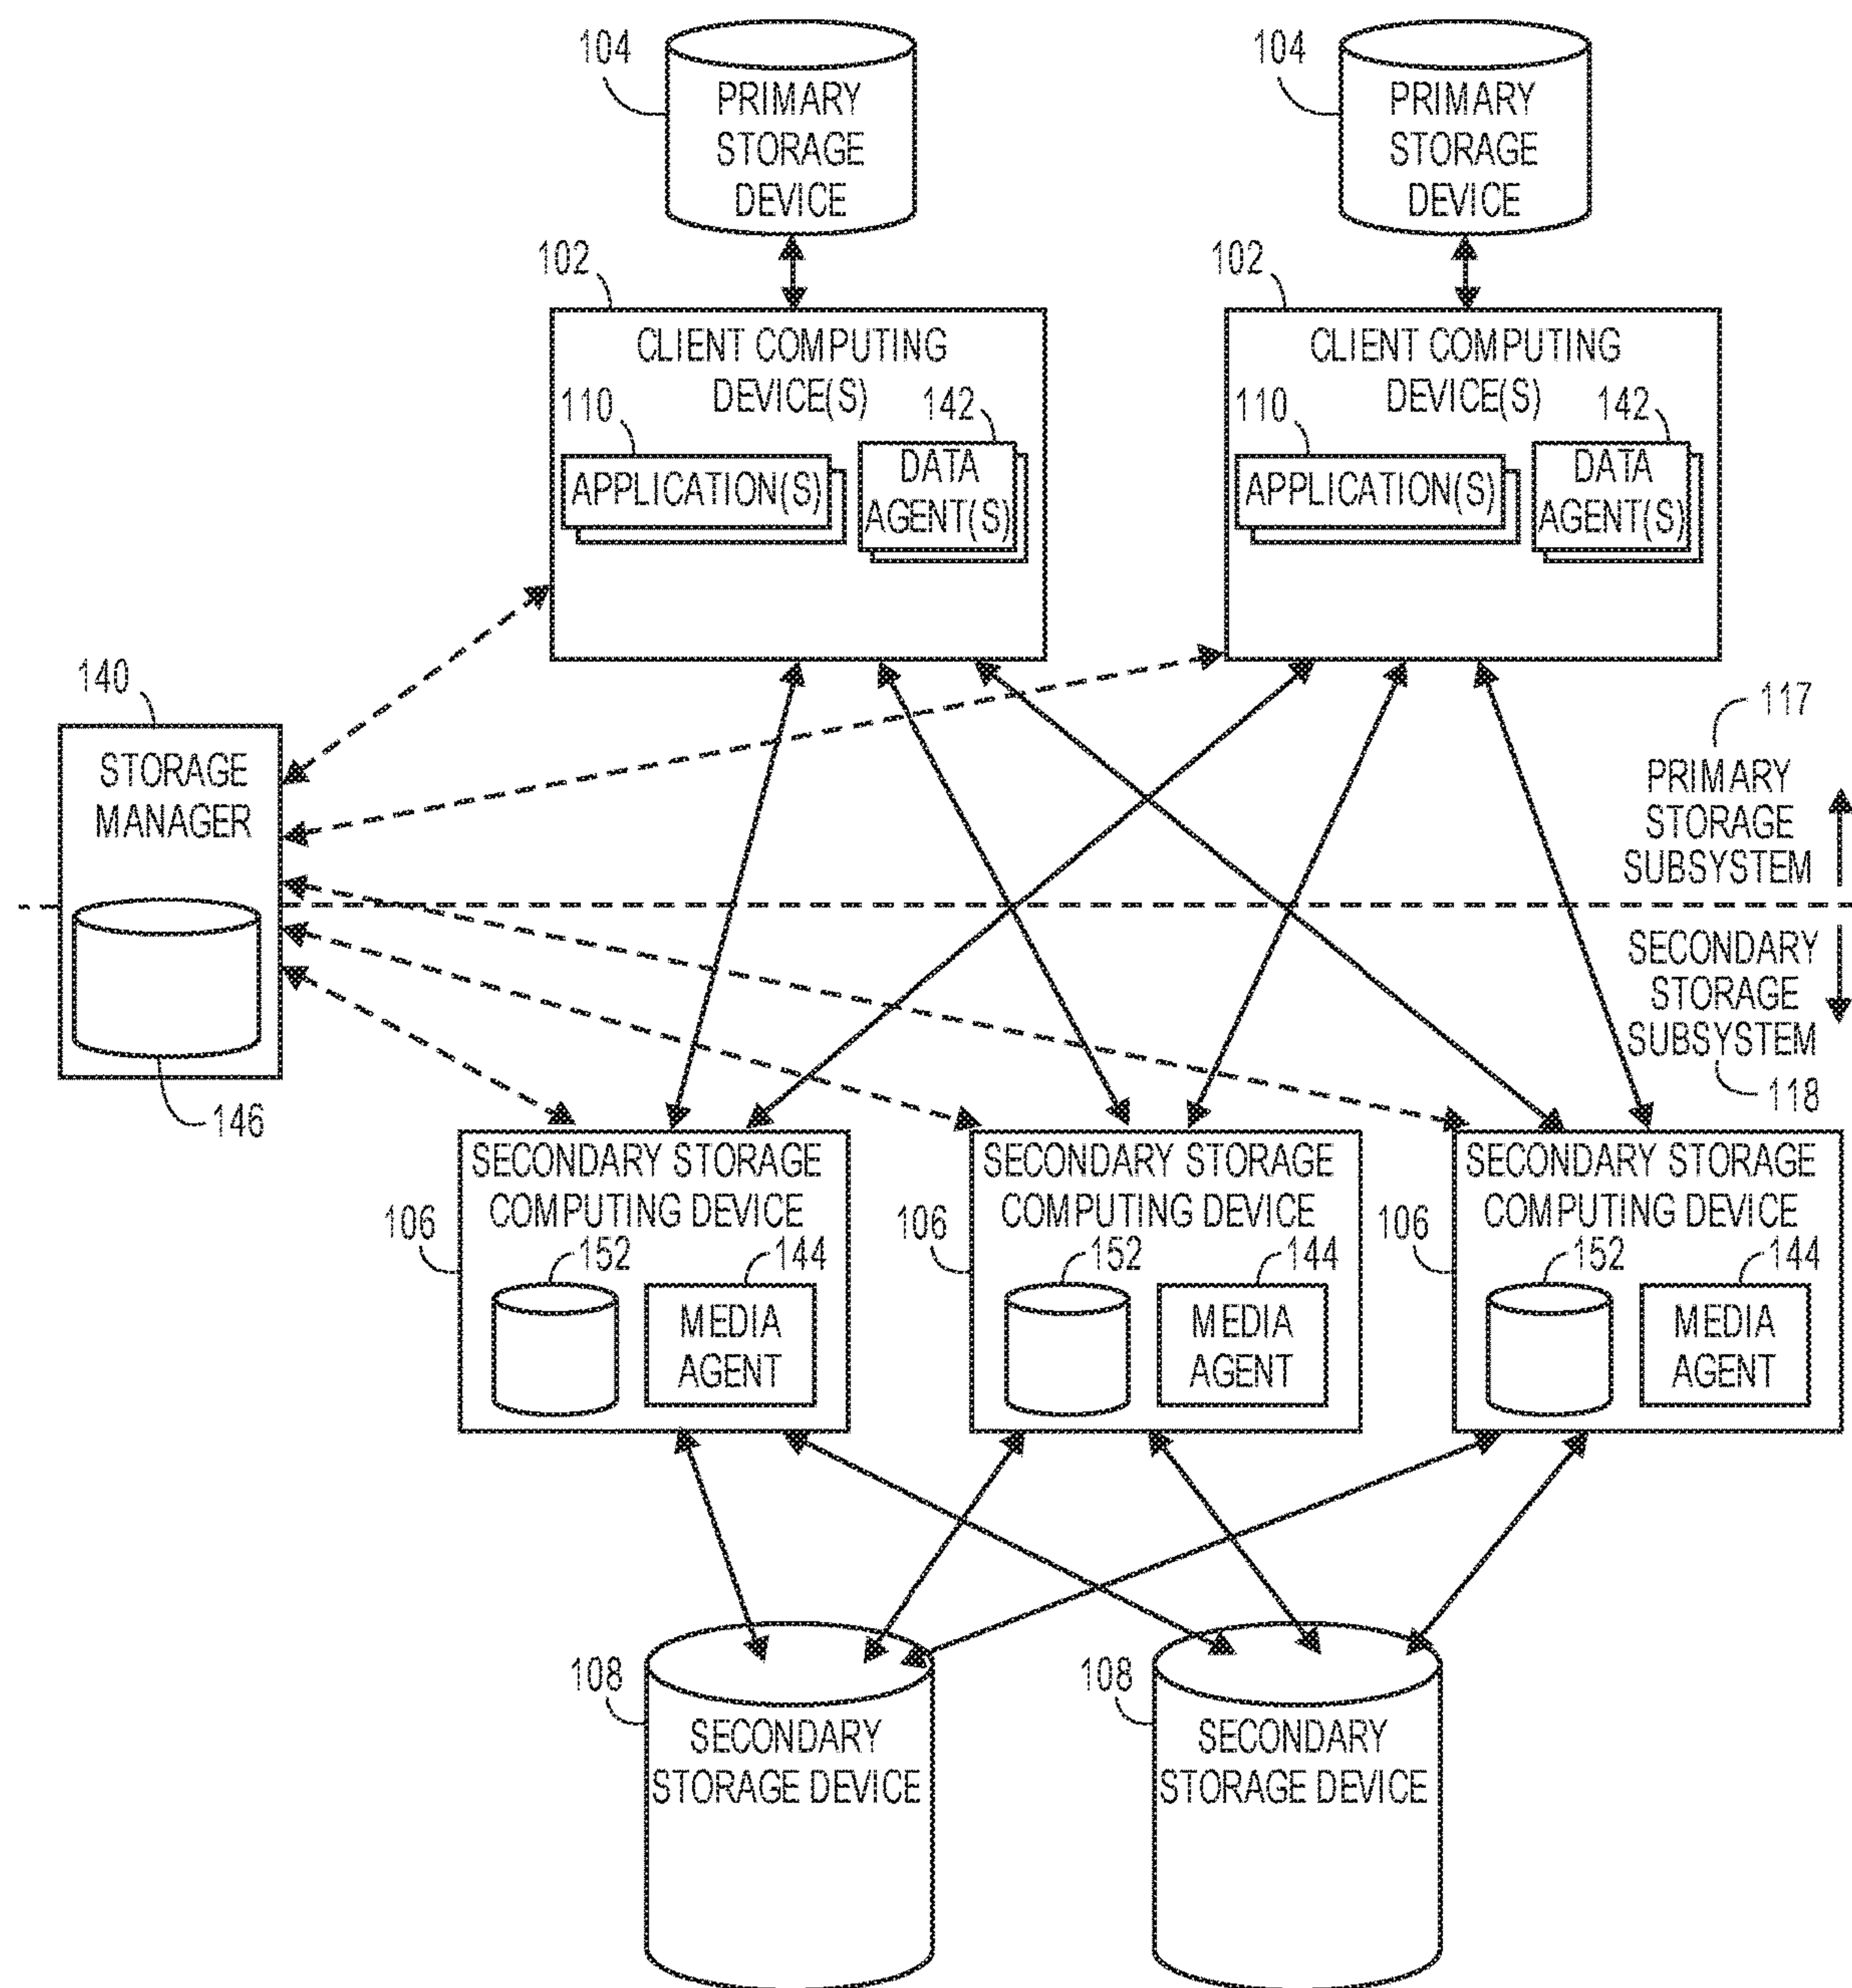 104
PRIMARY
STORAGE
DEVICE
104
PRIMARY
STORAGE
DEVICE
102
CLIENT COMPUTING
DEVICE(S)
110
APPLICATION(S)
142
DATA
AGENT(S)
102
CLIENT COMPUTING
DEVICE(S)
110
APPLICATION(S)
142
DATA
AGENT(S)
140
STORAGE
MANAGER
146
117
PRIMARY
STORAGE
SUBSYSTEM
SECONDARY
STORAGE
SUBSYSTEM
118
106
SECONDARY STORAGE
COMPUTING DEVICE
152
144
MEDIA
AGENT
106
SECONDARY STORAGE
COMPUTING DEVICE
152
144
MEDIA
AGENT
106
SECONDARY STORAGE
COMPUTING DEVICE
152
144
MEDIA
AGENT
108
SECONDARY
STORAGE DEVICE
108
SECONDARY
STORAGE DEVICE